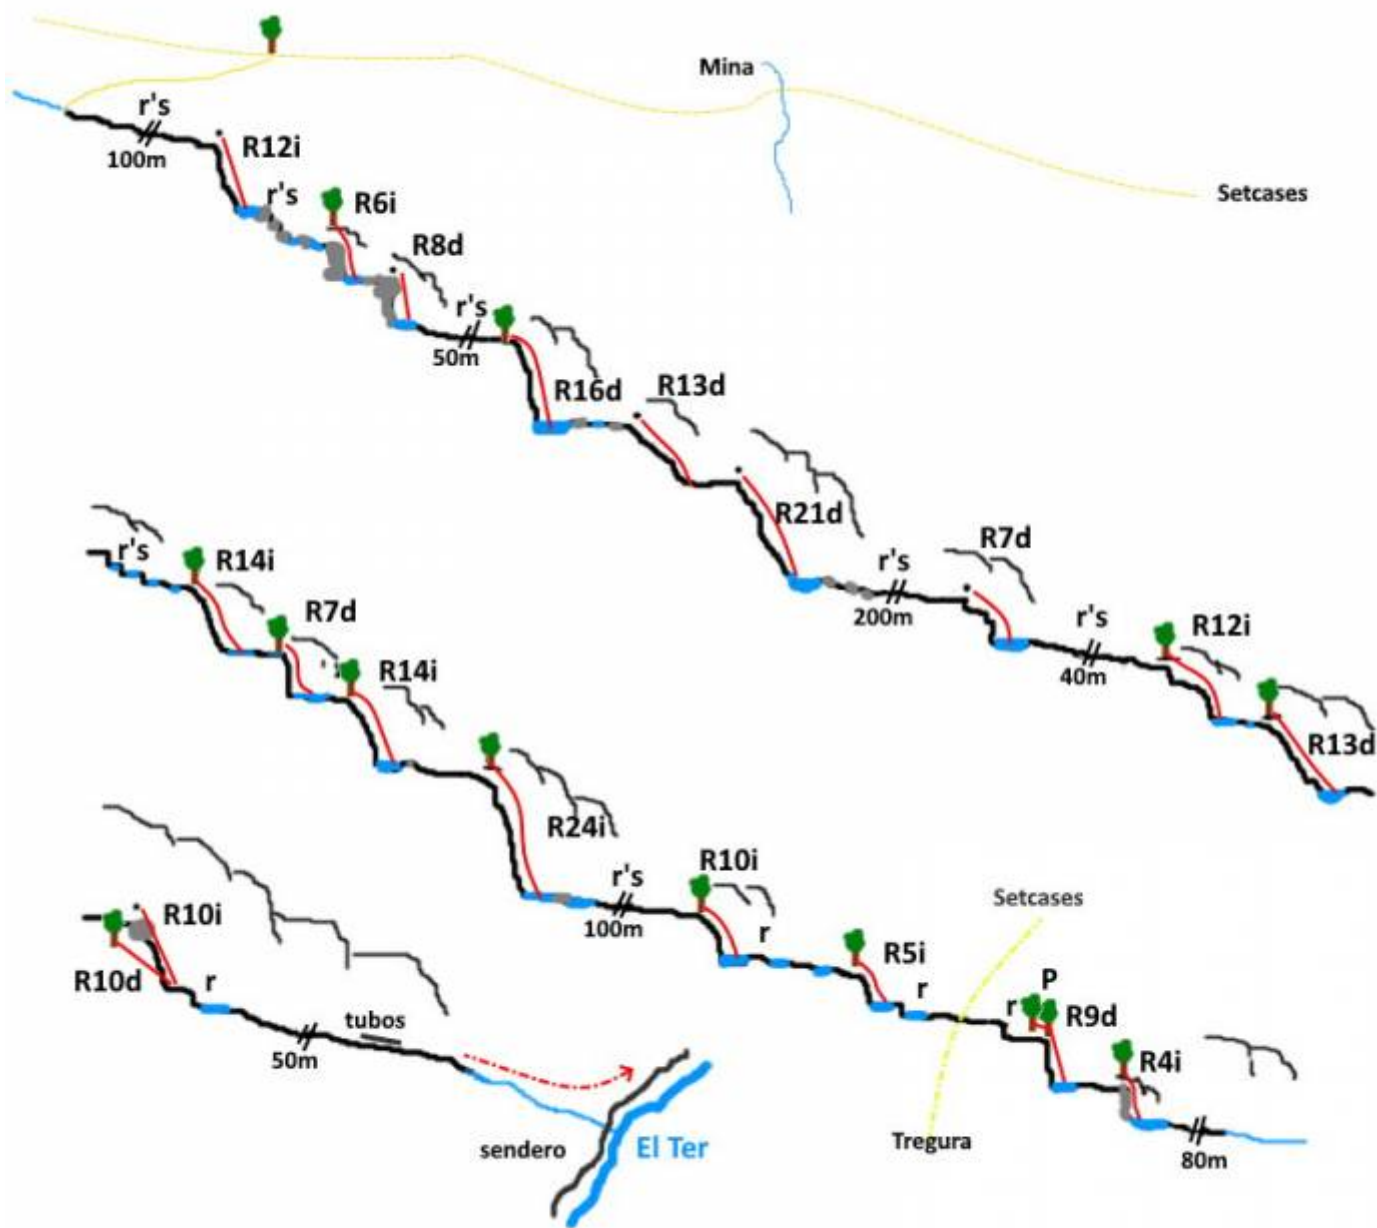 Mina
Setcases
r's
100m
R12i
r's
R6i
R8d
r's
50m
R16d
R13d
R21d
r's
200m
R7d
r's
40m
R12i
R13d
r's
R14i
R7d
R14i
R24i
r's
100m
R10i
r
R5i
r
Setcases
Tregura
r
P
R9d
R4i
80m
R10i
R10d
r
50m
tubos
sendero
El Ter